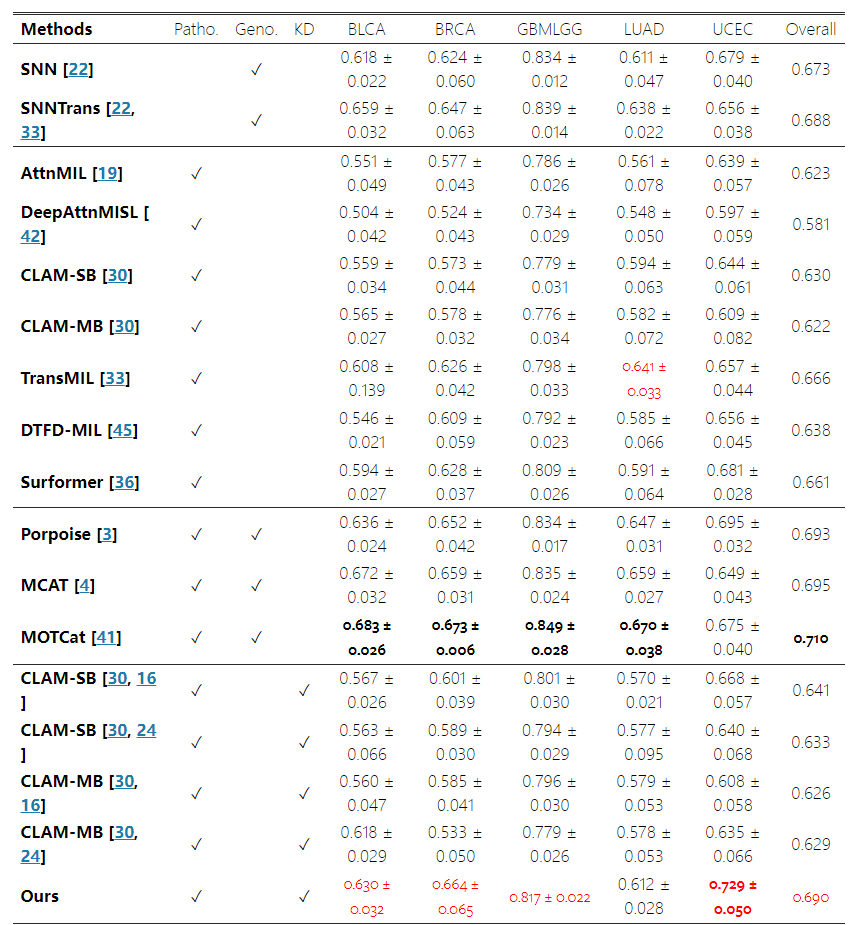 Methods Patho. Geno. KD BLCA BRCA GBMLGG LUAD UCEC Overall
SNN [22] ✓ 0.618 ± 0.022 0.624 ± 0.060 0.834 ± 0.012 0.611 ± 0.047 0.679 ± 0.040 0.673
SNNTrans [22, 33] ✓ 0.659 ± 0.032 0.647 ± 0.063 0.839 ± 0.014 0.638 ± 0.022 0.656 ± 0.038 0.688
AttnMIL [19] ✓ 0.551 ± 0.049 0.577 ± 0.043 0.786 ± 0.026 0.561 ± 0.078 0.639 ± 0.057 0.623
DeepAttnMISL [42] ✓ 0.504 ± 0.042 0.524 ± 0.043 0.734 ± 0.029 0.548 ± 0.050 0.597 ± 0.059 0.581
CLAM-SB [30] ✓ 0.559 ± 0.034 0.573 ± 0.044 0.779 ± 0.031 0.594 ± 0.063 0.644 ± 0.061 0.630
CLAM-MB [30] ✓ 0.565 ± 0.027 0.578 ± 0.032 0.776 ± 0.034 0.582 ± 0.072 0.609 ± 0.082 0.622
TransMIL [33] ✓ 0.608 ± 0.139 0.626 ± 0.042 0.798 ± 0.033 0.641 ± 0.033 0.657 ± 0.044 0.666
DTFD-MIL [45] ✓ 0.546 ± 0.021 0.609 ± 0.059 0.792 ± 0.023 0.585 ± 0.066 0.656 ± 0.045 0.638
Surformer [36] ✓ 0.594 ± 0.027 0.628 ± 0.037 0.809 ± 0.026 0.591 ± 0.064 0.681 ± 0.028 0.661
Porpoise [3] ✓ ✓ 0.636 ± 0.024 0.652 ± 0.042 0.834 ± 0.017 0.647 ± 0.031 0.695 ± 0.032 0.693
MCAT [4] ✓ ✓ 0.672 ± 0.032 0.659 ± 0.031 0.835 ± 0.024 0.659 ± 0.027 0.649 ± 0.043 0.695
MOTCat [41] ✓ ✓ 0.683 ± 0.026 0.673 ± 0.006 0.849 ± 0.028 0.670 ± 0.038 0.675 ± 0.040 0.710
CLAM-SB [30, 16] ✓ ✓ 0.567 ± 0.026 0.601 ± 0.039 0.801 ± 0.030 0.570 ± 0.021 0.668 ± 0.057 0.641
CLAM-SB [30, 24] ✓ ✓ 0.563 ± 0.066 0.589 ± 0.030 0.794 ± 0.029 0.577 ± 0.095 0.640 ± 0.068 0.633
CLAM-MB [30, 16] ✓ ✓ 0.560 ± 0.047 0.585 ± 0.041 0.796 ± 0.030 0.579 ± 0.053 0.608 ± 0.058 0.626
CLAM-MB [30, 24] ✓ ✓ 0.618 ± 0.029 0.533 ± 0.050 0.779 ± 0.026 0.578 ± 0.053 0.635 ± 0.066 0.629
Ours ✓ ✓ 0.630 ± 0.032 0.664 ± 0.065 0.817 ± 0.022 0.612 ± 0.028 0.729 ± 0.050 0.690